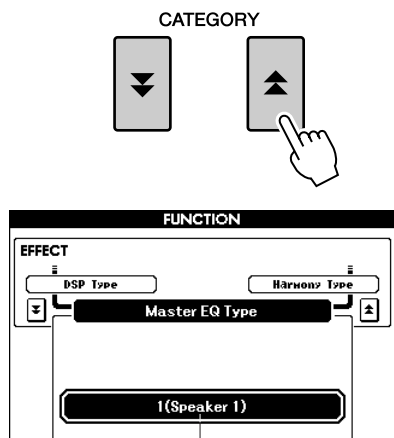 CATEGORY
FUNCTION
EFFECT
DSP Type
Harmony Type
Master EQ Type
1(Speaker 1)